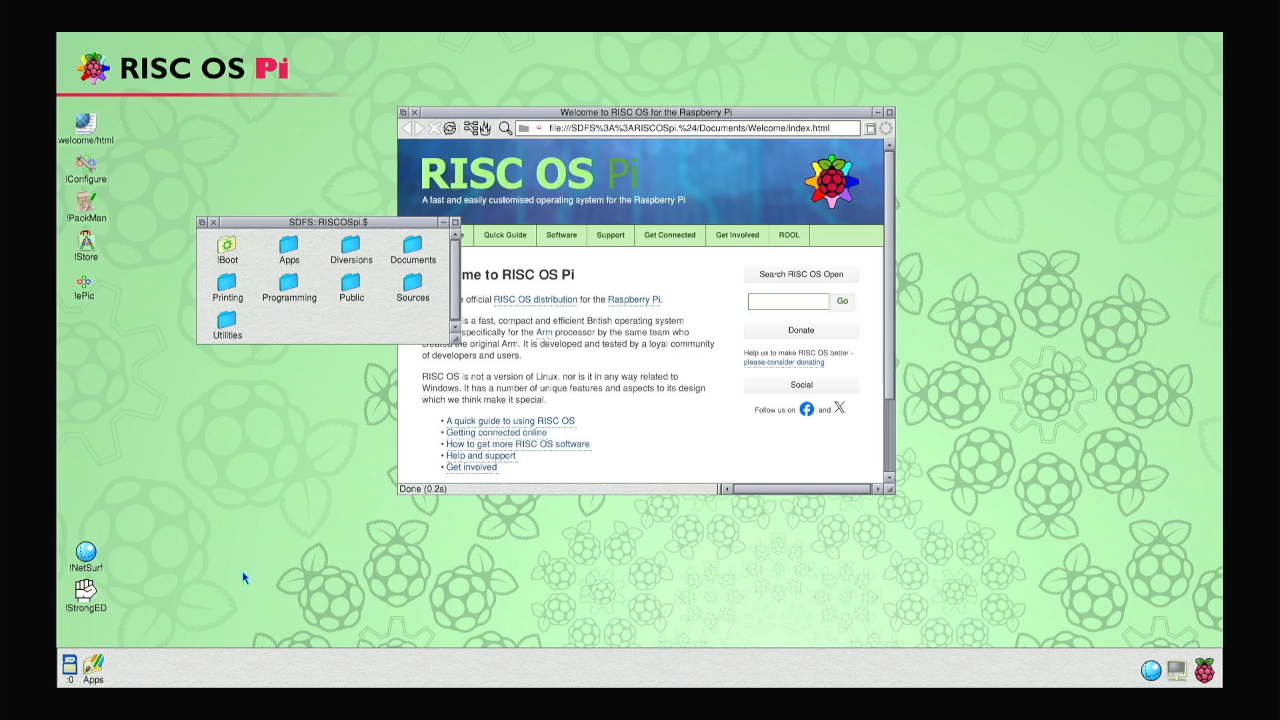 RISC OS Pi
welcome/html
!Configure
!PackMan
!Store
!ePic
!NetSurf
!StrongED
Welcome to RISC OS for the Raspberry Pi
file:///SDFS%3A%3ARISCOSpi.%24/Documents/Welcome/index.html
RISC OS Pi
A fast and easily customised operating system for the Raspberry Pi
Quick Guide Software Support Get Connected Get Involved ROOL
SDFS::RISCOSpi.$
!Boot Apps Diversions Documents
Printing Programming Public Sources
Utilities
me to RISC OS Pi
official RISC OS distribution for the Raspberry Pi.
is a fast, compact and efficient British operating system
specifically for the Arm processor by the same team who
created the original Arm. It is developed and tested by a loyal community
of developers and users.
RISC OS is not a version of Linux, nor is it in any way related to
Windows. It has a number of unique features and aspects to its design
which we think make it special.
• A quick guide to using RISC OS
• Getting connected online
• How to get more RISC OS software
• Help and support
• Get involved
Search RISC OS Open
Go
Donate
Help us to make RISC OS better -
please consider donating
Social
Follow us on and
Done (0.2s)
SD
:0 Apps